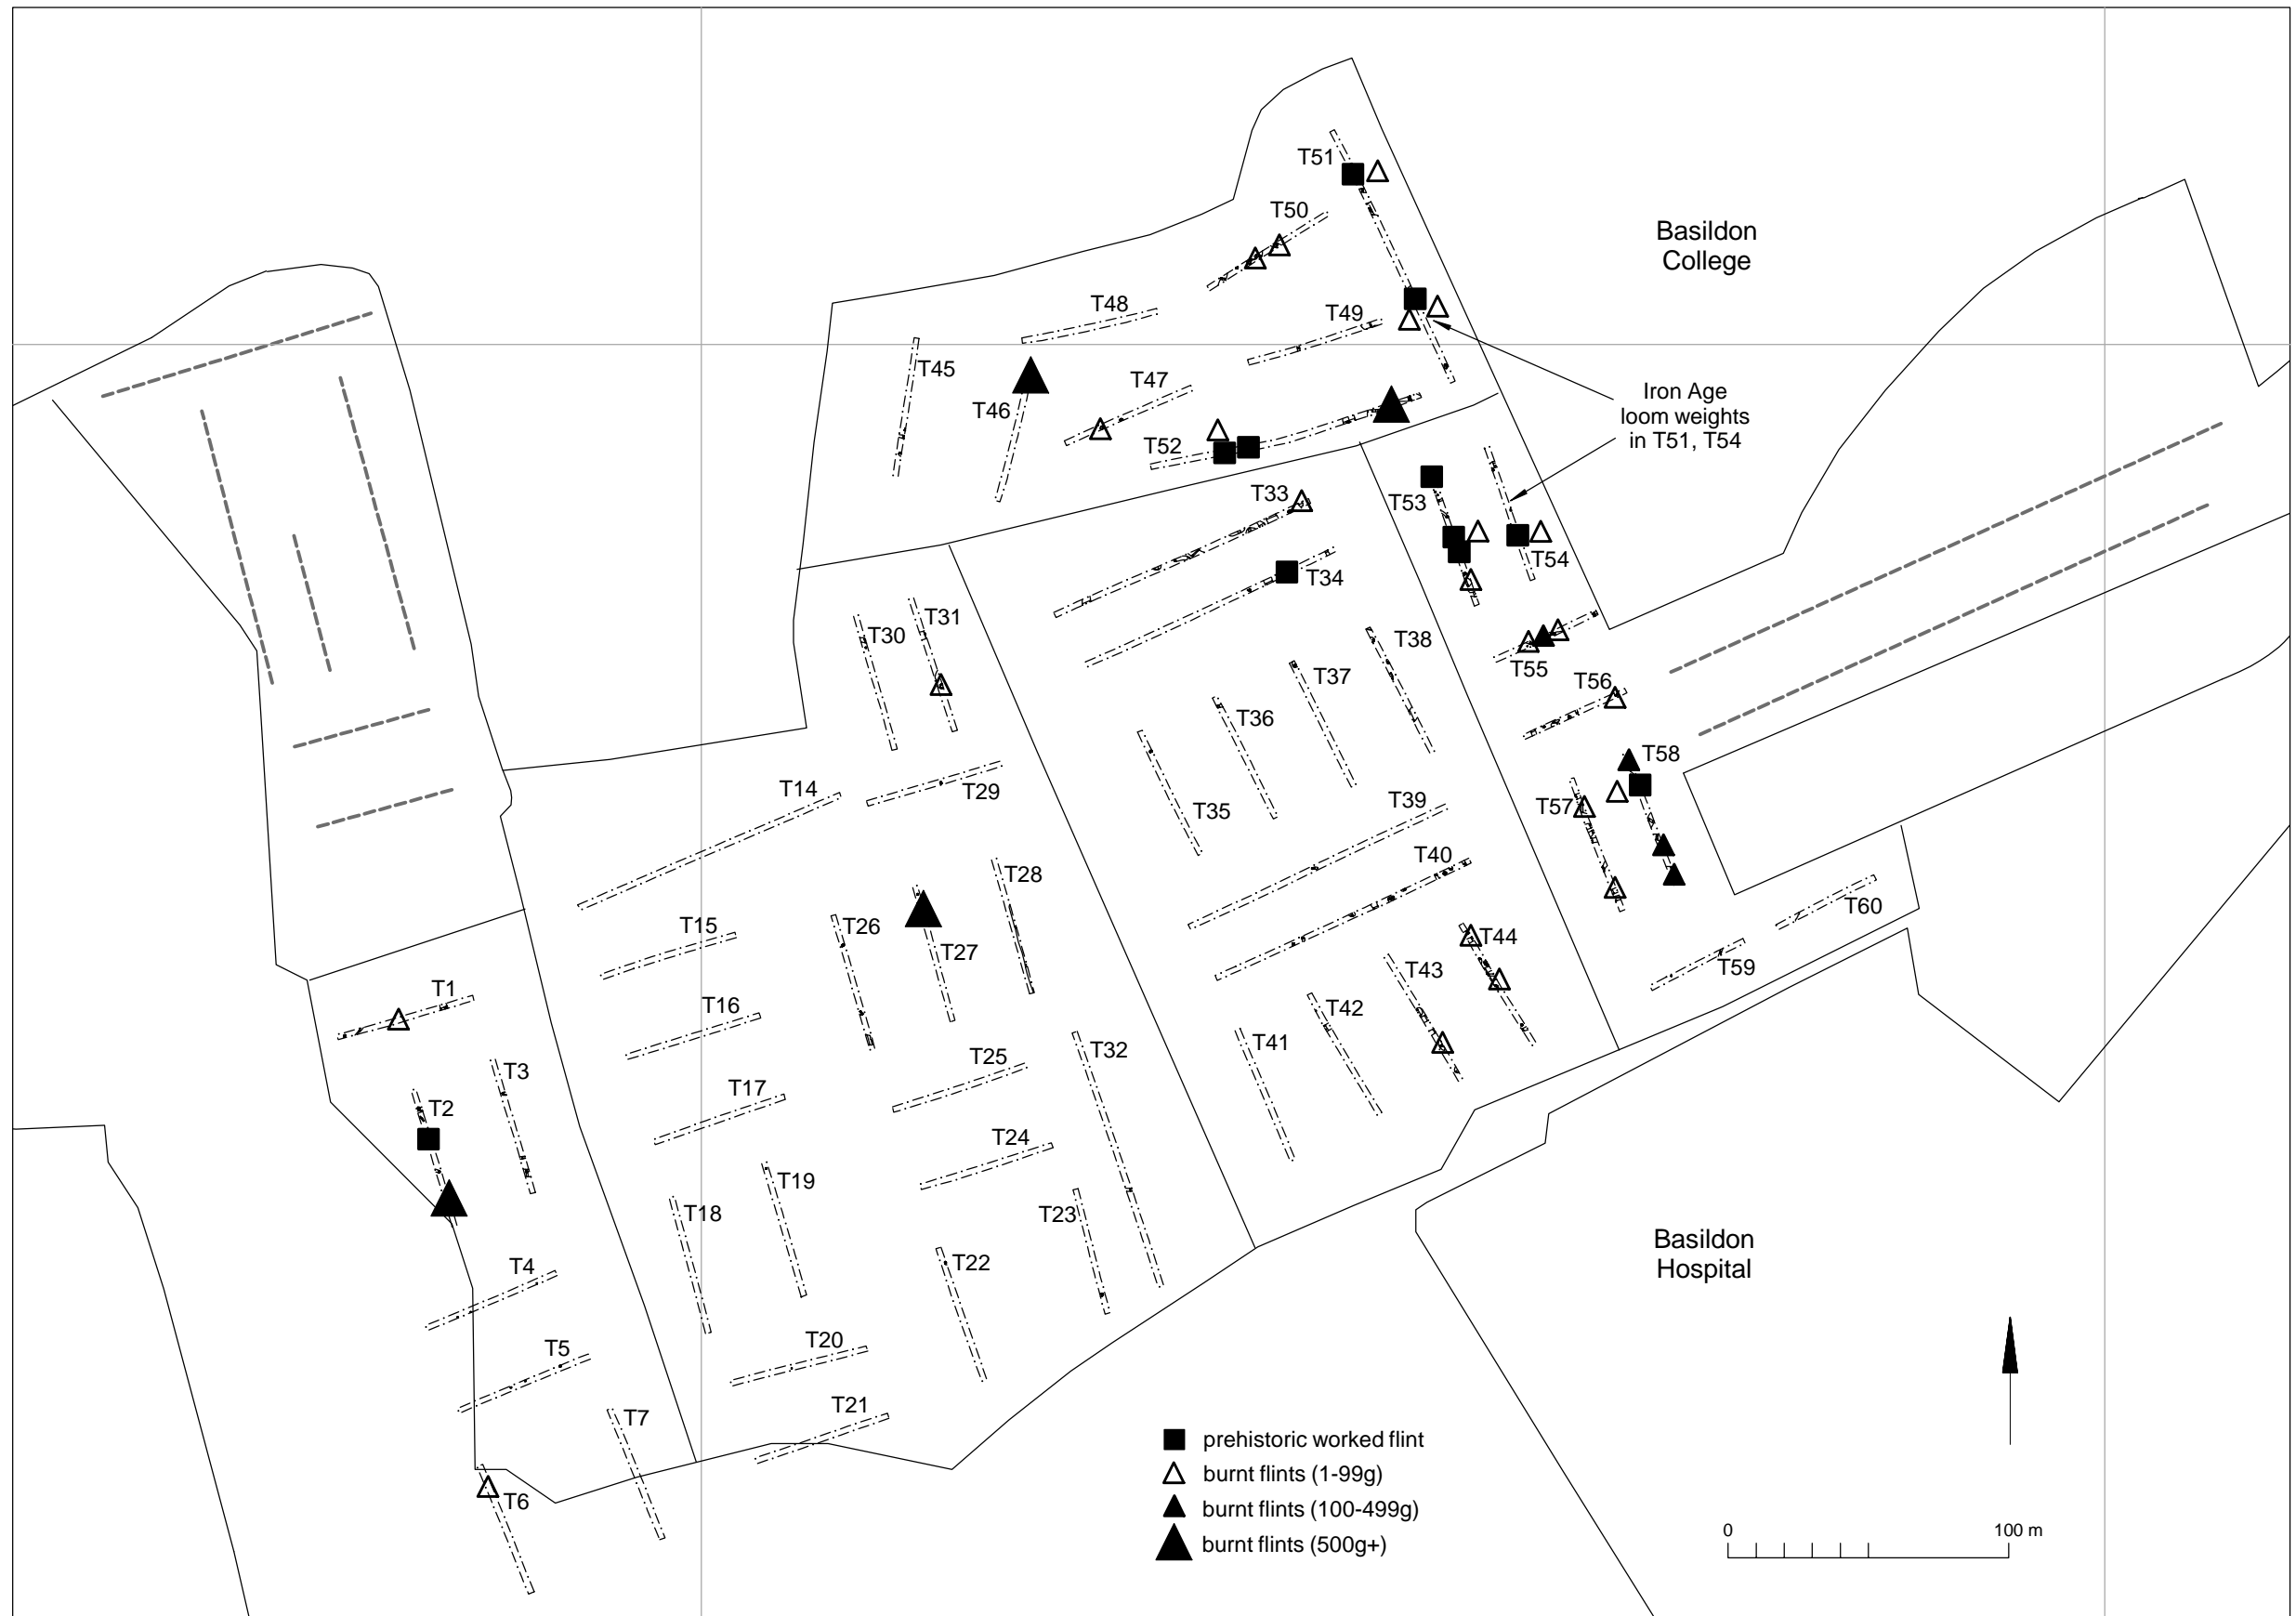 T51
Basildon
College
T50
T48
T49
T45
T47
T46
Iron Age
loom weights
in T51, T54
T52
T33
T53
T54
T34
T31
T30
T38
T55
T37
T56
T36
T58
T14
T29
T35
T39
T57
T40
T28
T15
T26
T27
T44
T60
T43
T59
T1
T16
T42
T32
T41
T25
T3
T17
T2
T24
T19
T18
T23
T22
Basildon
Hospital
T4
T20
T5
T21
T7
T6
prehistoric worked flint
burnt flints (1-99g)
burnt flints (100-499g)
burnt flints (500g+)
0 100 m